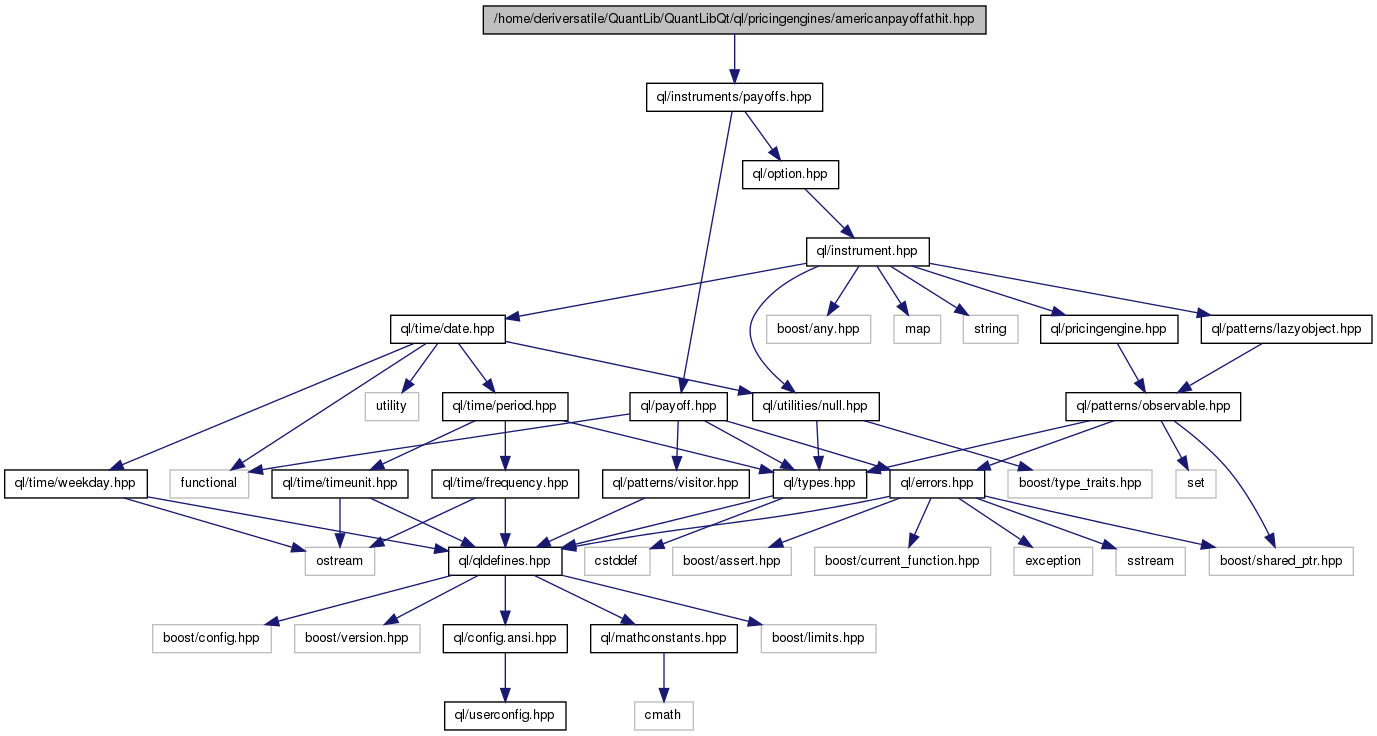 /home/deriversatile/QuantLib/QuantLibQt/ql/pricingengines/americanpayoffathit.hpp
ql/instruments/payoffs.hpp
ql/option.hpp
ql/instrument.hpp
ql/time/date.hpp
boost/any.hpp
map
string
ql/pricingengine.hpp
ql/patterns/lazyobject.hpp
utility
ql/time/period.hpp
ql/payoff.hpp
ql/utilities/null.hpp
ql/patterns/observable.hpp
ql/time/weekday.hpp
functional
ql/time/timeunit.hpp
ql/time/frequency.hpp
ql/patterns/visitor.hpp
ql/types.hpp
ql/errors.hpp
boost/type_traits.hpp
set
ostream
ql/qldefines.hpp
cstddef
boost/assert.hpp
boost/current_function.hpp
exception
sstream
boost/shared_ptr.hpp
boost/config.hpp
boost/version.hpp
ql/config.ansi.hpp
ql/mathconstants.hpp
boost/limits.hpp
ql/userconfig.hpp
cmath